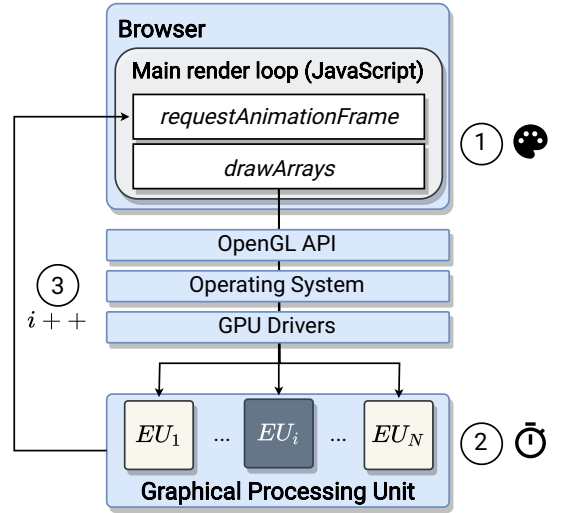 Browser
Main render loop (JavaScript)
requestAnimationFrame
drawArrays
1
OpenGL API
Operating System
GPU Drivers
3
i + +
EU₁ ... EUᵢ ... EU_N
2
Graphical Processing Unit